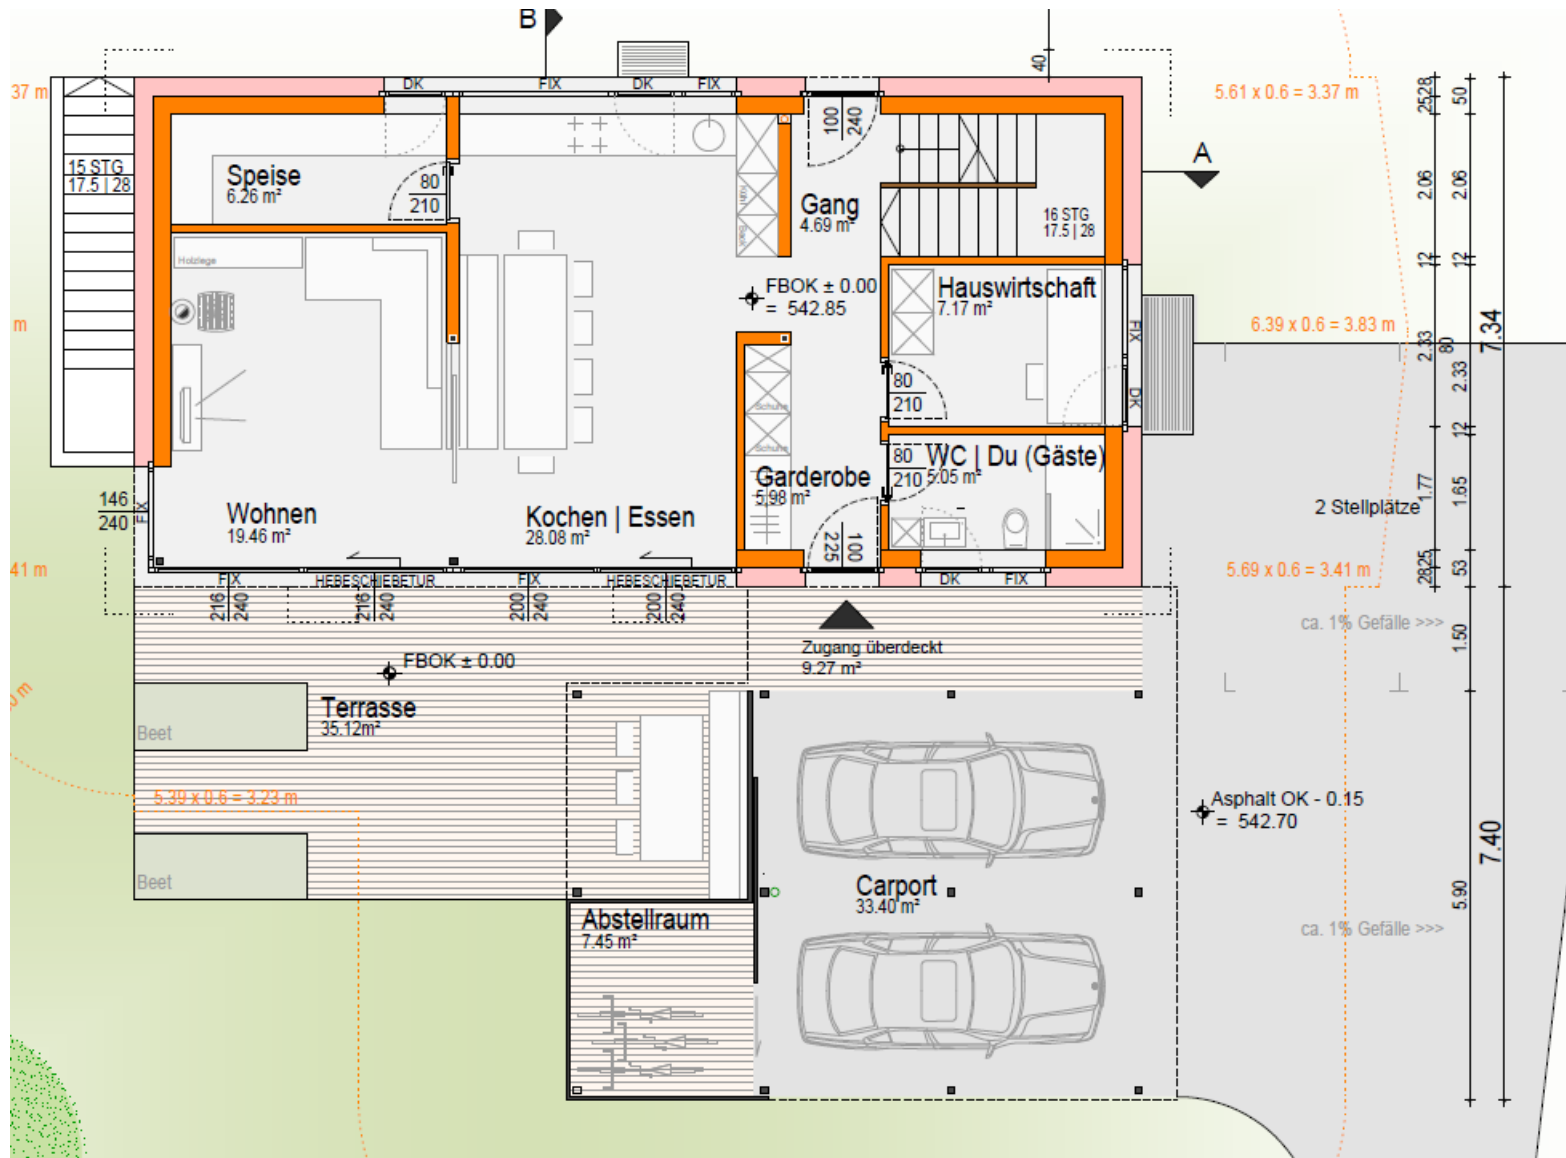 B
40
37 m
DK
FIX
DK
FIX
5.61 x 0.6 = 3.37 m
2528
50
100
240
A
15 STG
17.5 | 28
Speise
6.26 m²
80
210
Kühl
Gang
4.69 m²
16 STG
17.5 | 28
2.06
2.06
Holzlege
12
12
FBOK ± 0.00
= 542.85
Hauswirtschaft
7.17 m²
m
6.39 x 0.6 = 3.83 m
FIX
DK
2.33
80
2.33
7.34
80
210
Schuhe
Schuhe
12
12
80
210
WC | Du (Gäste)
5.05 m²
Garderobe
5.98 m²
146
240
FIX
Wohnen
19.46 m²
Kochen | Essen
28.08 m²
100
225
2 Stellplätze
1.77
1.65
41 m
FIX
HEBESCHIEBETÜR
FIX
HEBESCHIEBETÜR
DK
FIX
5.69 x 0.6 = 3.41 m
2825
53
216
240
216
240
200
240
200
240
ca. 1% Gefälle >>>
1.50
Zugang überdeckt
9.27 m²
FBOK ± 0.00
Terrasse
35.12m²
Beet
5.39 x 0.6 = 3.23 m
Asphalt OK - 0.15
= 542.70
7.40
Beet
Carport
33.40 m²
5.90
Abstellraum
7.45 m²
ca. 1% Gefälle >>>